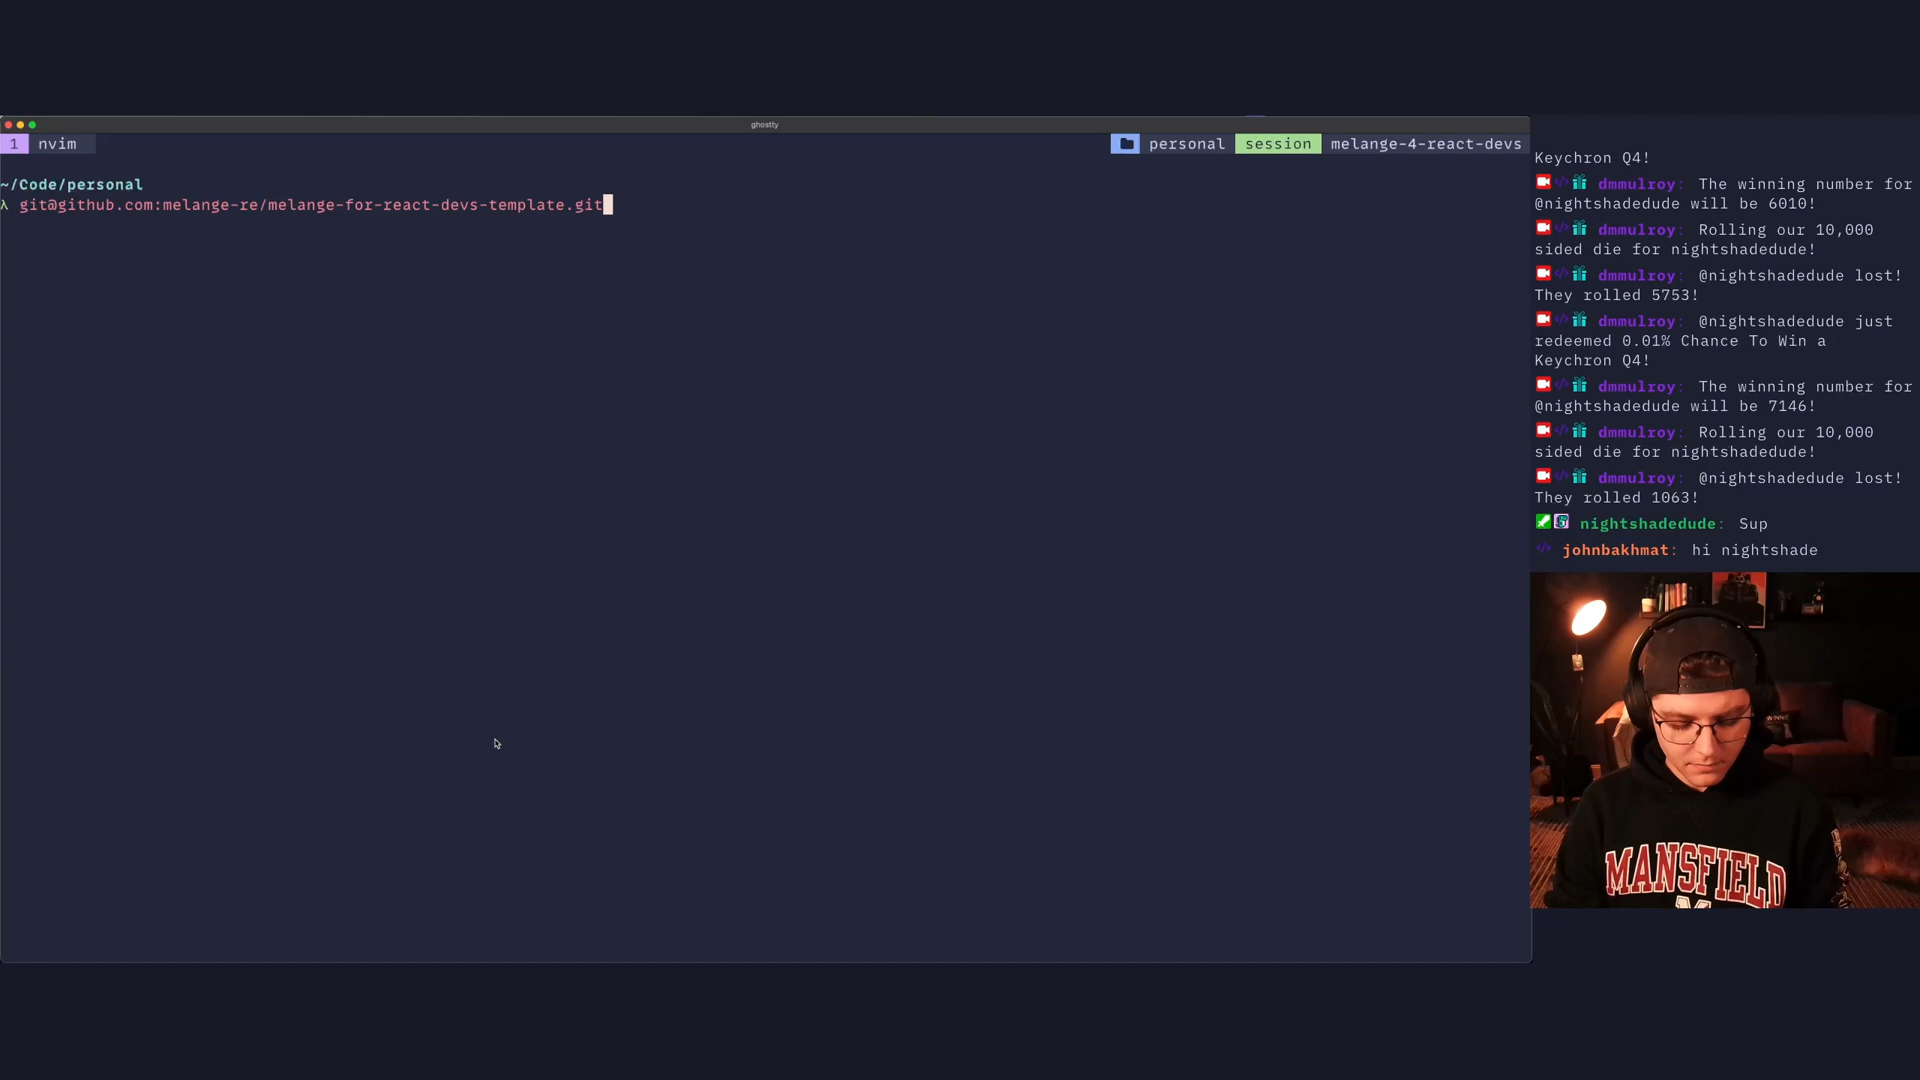 ghostty
1 nvim
personal session melange-4-react-devs
~/Code/personal
λ git@github.com:melange-re/melange-for-react-devs-template.git
Keychron Q4!
dmmulroy: The winning number for
@nightshadedude will be 6010!
dmmulroy: Rolling our 10,000
sided die for nightshadedude!
dmmulroy: @nightshadedude lost!
They rolled 5753!
dmmulroy: @nightshadedude just
redeemed 0.01% Chance To Win a
Keychron Q4!
dmmulroy: The winning number for
@nightshadedude will be 7146!
dmmulroy: Rolling our 10,000
sided die for nightshadedude!
dmmulroy: @nightshadedude lost!
They rolled 1063!
nightshadedude: Sup
johnbakhmat: hi nightshade
WINNIE
MANSFIELD
M